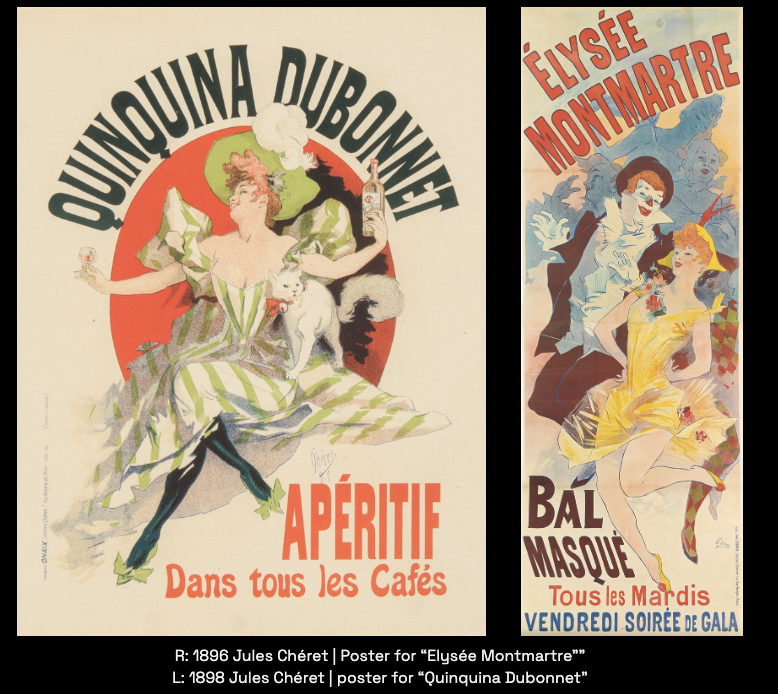 QUINQUINA DUBONNET
APÉRITIF
Dans tous les Cafés
ÉLYSÉE
MONTMARTRE
BAL
MASQUÉ
Tous les Mardis
VENDREDI SOIRÉE DE GALA
R: 1896 Jules Chéret | Poster for “Elysée Montmartre””
L: 1898 Jules Chéret | poster for “Quinquina Dubonnet”